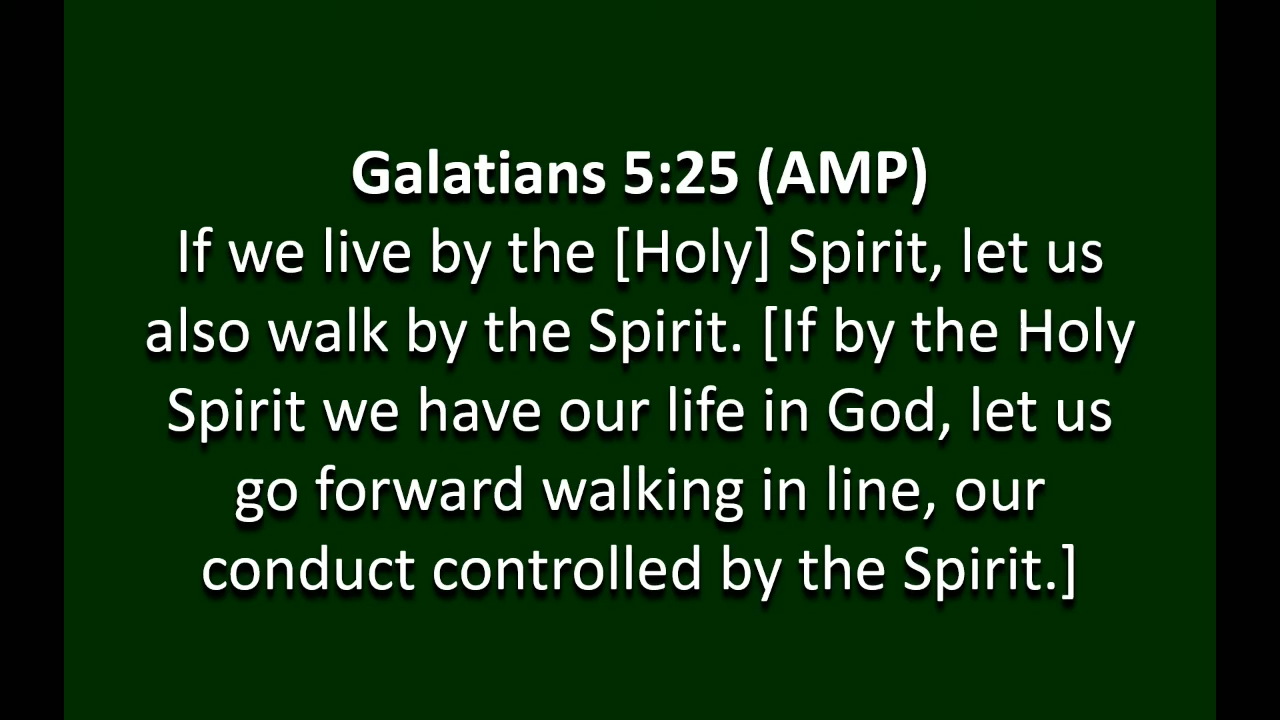 Galatians 5:25 (AMP)
If we live by the [Holy] Spirit, let us
also walk by the Spirit. [If by the Holy
Spirit we have our life in God, let us
go forward walking in line, our
conduct controlled by the Spirit.]